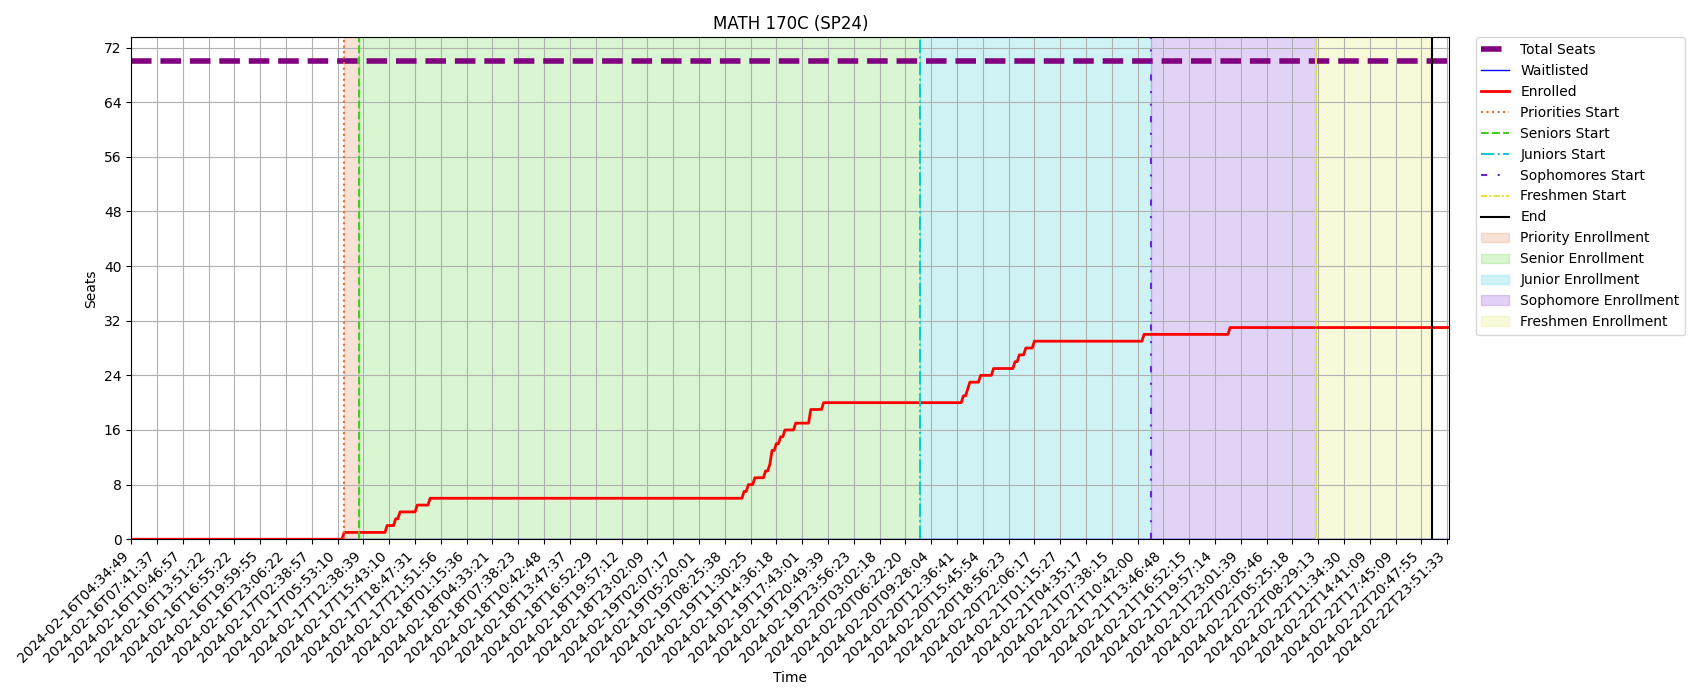 MATH 170C (SP24)
72
64
56
48
40
32
24
16
8
0
Seats
2024-02-16T04:34:49
2024-02-16T07:41:37
2024-02-16T10:46:57
2024-02-16T13:51:22
2024-02-16T16:55:22
2024-02-16T19:59:55
2024-02-16T23:06:22
2024-02-17T02:38:57
2024-02-17T05:53:10
2024-02-17T12:38:39
2024-02-17T15:43:10
2024-02-17T18:47:31
2024-02-17T21:51:56
2024-02-18T01:15:36
2024-02-18T04:33:21
2024-02-18T07:38:23
2024-02-18T10:42:48
2024-02-18T13:47:37
2024-02-18T16:52:29
2024-02-18T19:57:12
2024-02-18T23:02:09
2024-02-19T02:07:17
2024-02-19T05:20:01
2024-02-19T08:25:38
2024-02-19T11:30:25
2024-02-19T14:36:18
2024-02-19T17:43:01
2024-02-19T20:49:39
2024-02-19T23:56:23
2024-02-20T03:02:18
2024-02-20T06:22:20
2024-02-20T09:28:04
2024-02-20T12:36:41
2024-02-20T15:45:54
2024-02-20T18:56:23
2024-02-20T22:06:17
2024-02-21T01:15:27
2024-02-21T04:35:17
2024-02-21T07:38:15
2024-02-21T10:42:00
2024-02-21T13:46:48
2024-02-21T16:52:15
2024-02-21T19:57:14
2024-02-21T23:01:39
2024-02-22T02:05:46
2024-02-22T05:25:18
2024-02-22T08:29:13
2024-02-22T11:34:30
2024-02-22T14:41:09
2024-02-22T17:45:09
2024-02-22T20:47:55
2024-02-22T23:51:33
Time
Total Seats
Waitlisted
Enrolled
Priorities Start
Seniors Start
Juniors Start
Sophomores Start
Freshmen Start
End
Priority Enrollment
Senior Enrollment
Junior Enrollment
Sophomore Enrollment
Freshmen Enrollment